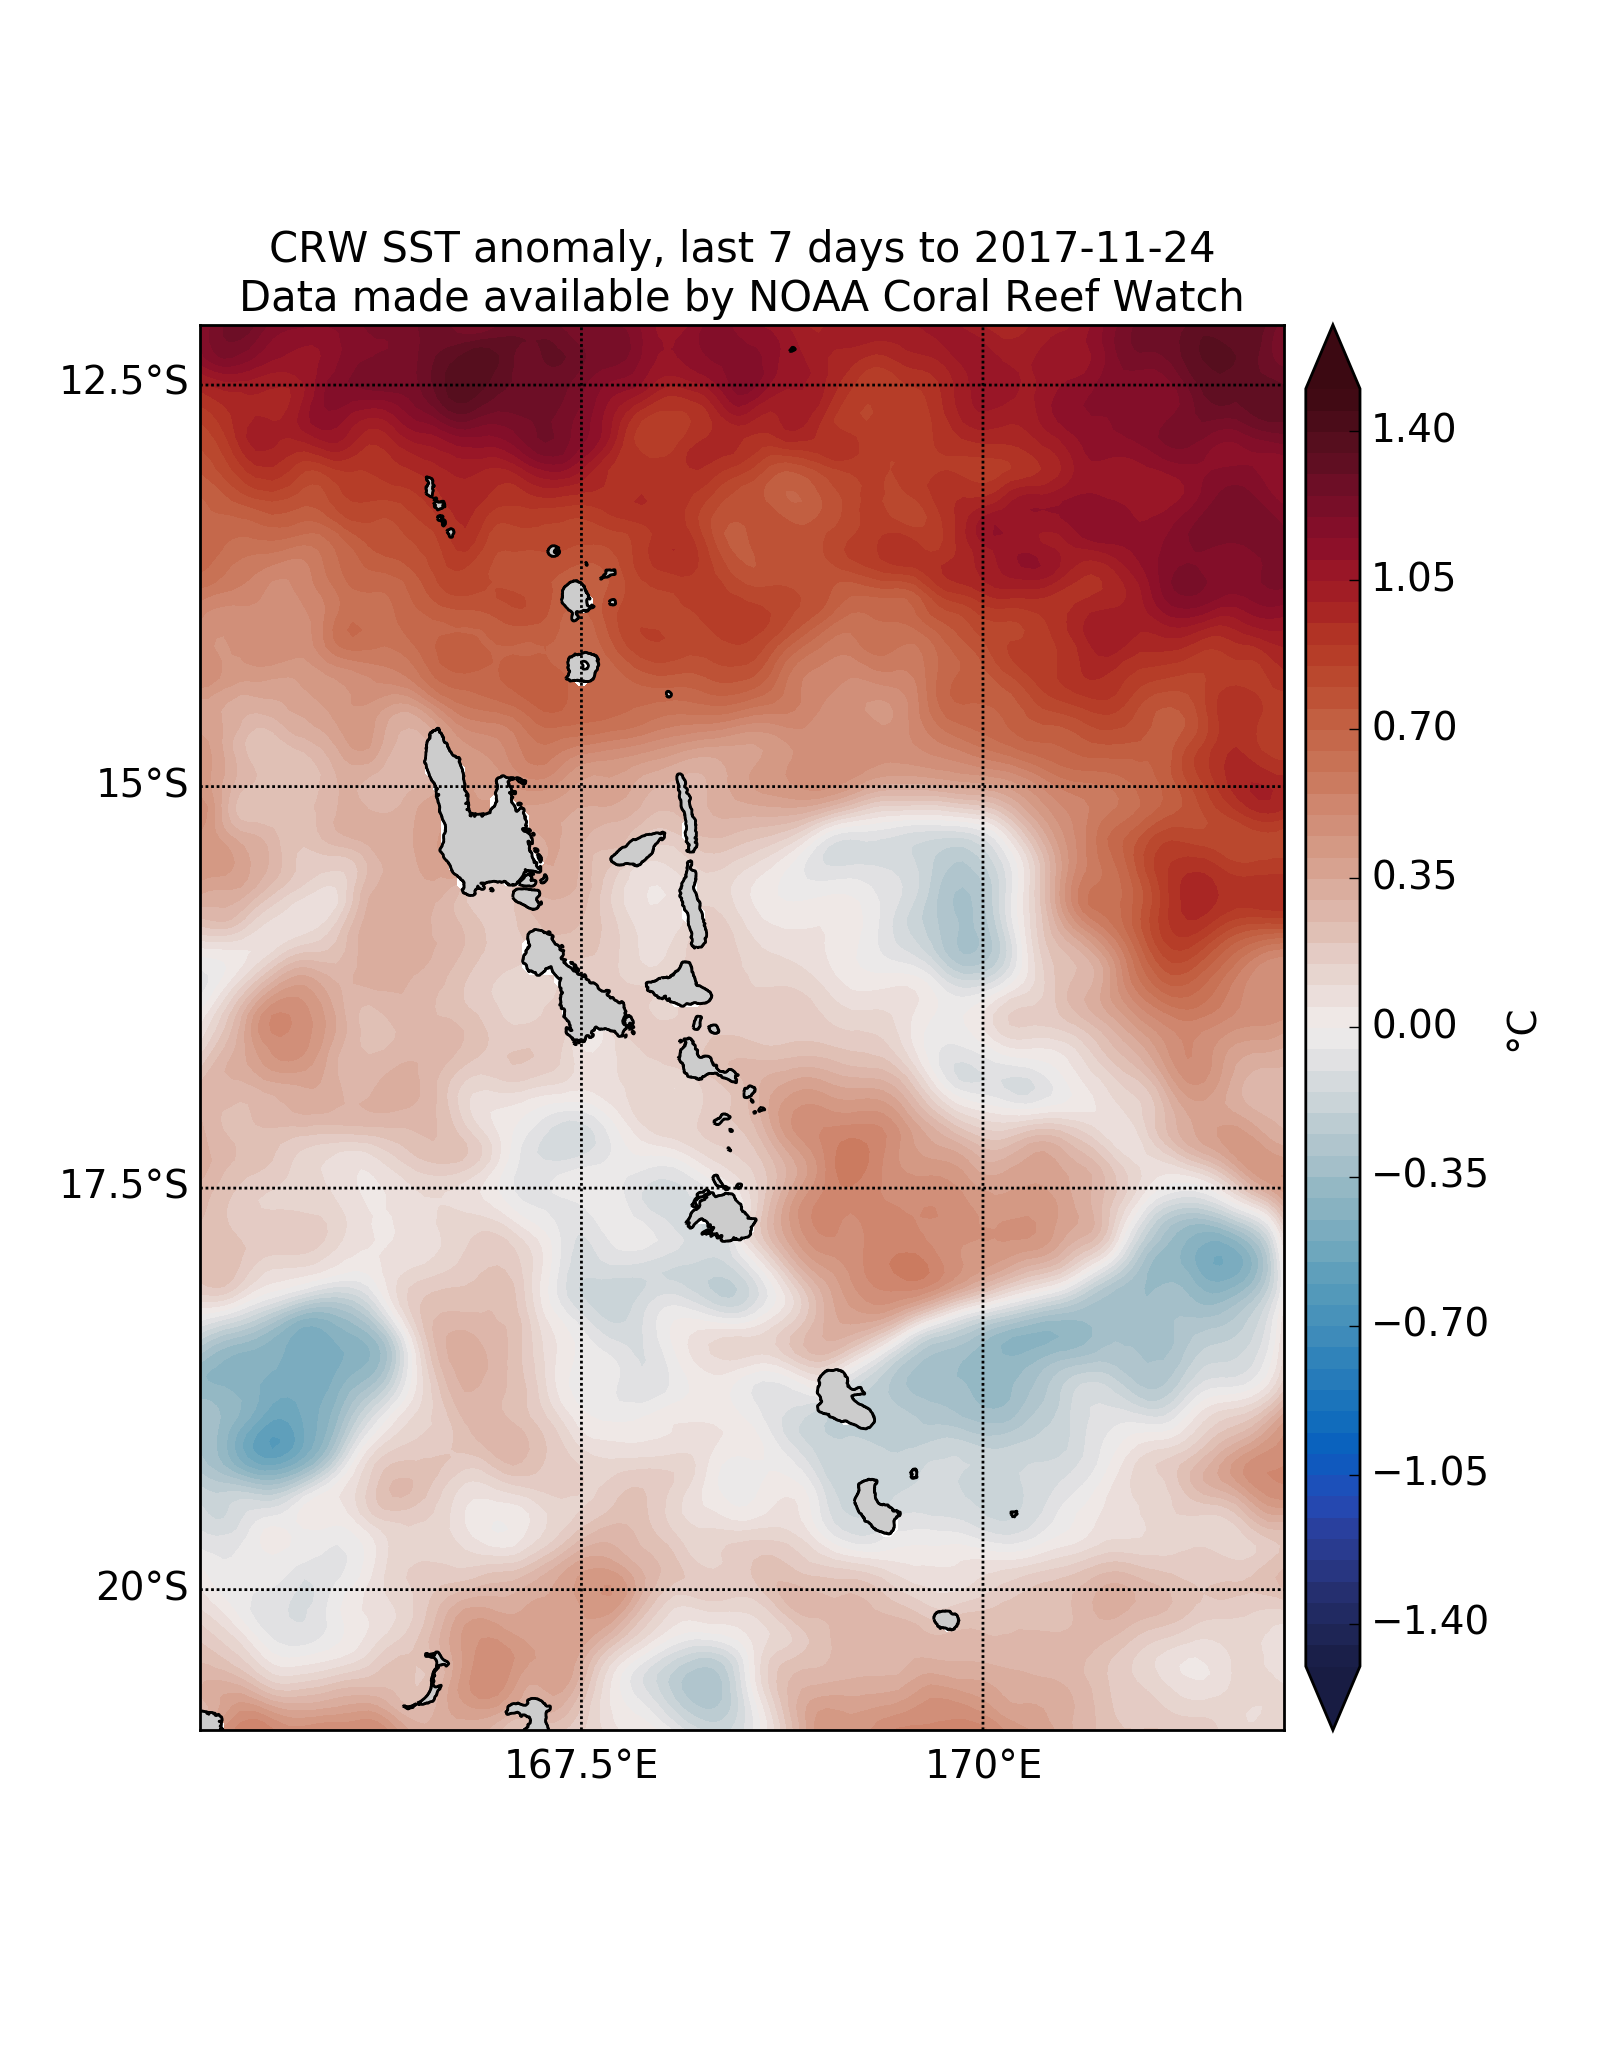 CRW SST anomaly, last 7 days to 2017-11-24
Data made available by NOAA Coral Reef Watch
12.5°S
15°S
17.5°S
20°S
167.5°E
170°E
1.40
1.05
0.70
0.35
0.00
−0.35
−0.70
−1.05
−1.40
°C